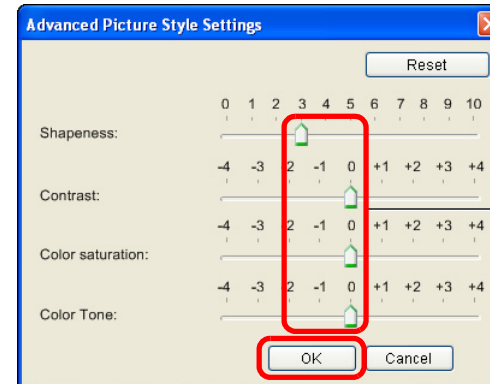 Advanced Picture Style Settings
Reset
0 1 2 3 4 5 6 7 8 9 10
Shapeness:
-4 -3 -2 -1 0 +1 +2 +3 +4
Contrast:
-4 -3 -2 -1 0 +1 +2 +3 +4
Color saturation:
-4 -3 -2 -1 0 +1 +2 +3 +4
Color Tone:
OK Cancel